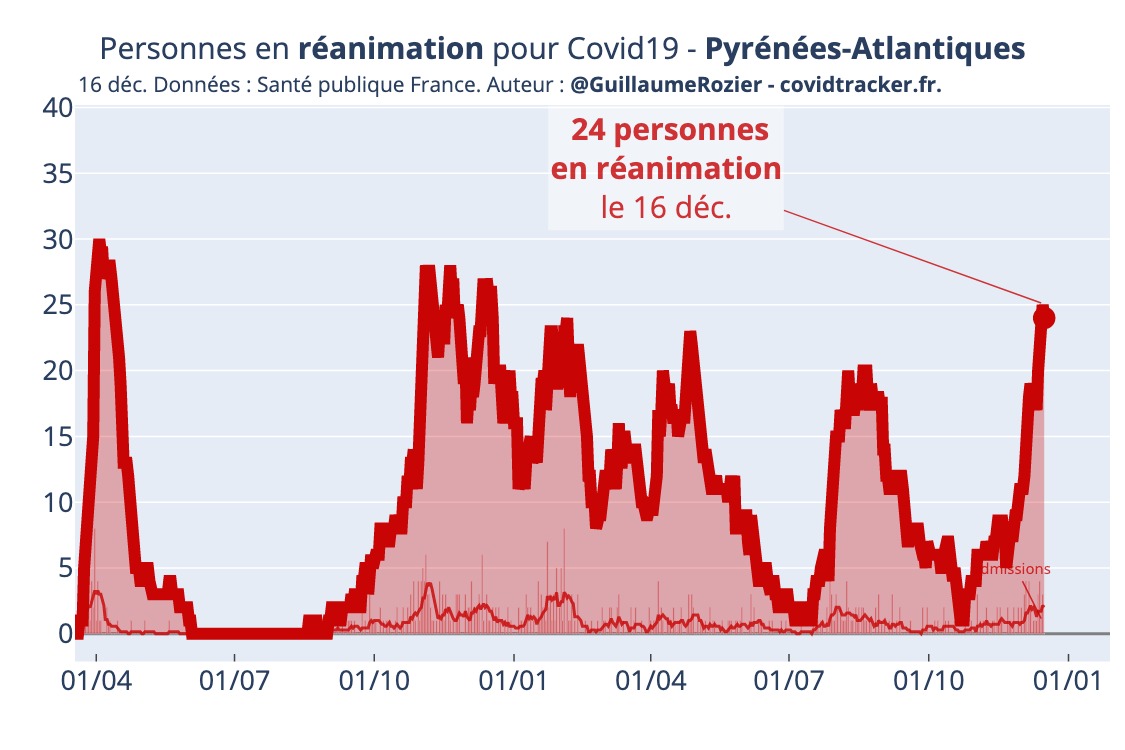 Personnes en réanimation pour Covid19 - Pyrénées-Atlantiques
16 déc. Données : Santé publique France. Auteur : @GuillaumeRozier - covidtracker.fr.
24 personnes
en réanimation
le 16 déc.
40
35
30
25
20
15
10
5
0
dmissions
01/04
01/07
01/10
01/01
01/04
01/07
01/10
01/01